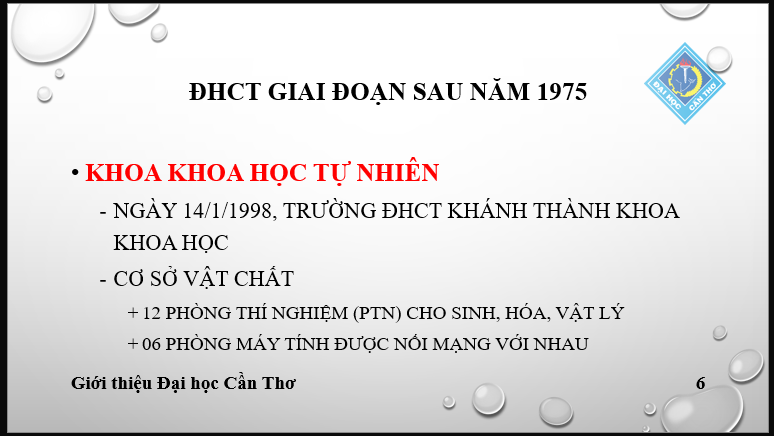 ĐHCT GIAI ĐOẠN SAU NĂM 1975
ĐẠI HỌC CẦN THƠ
• KHOA KHOA HỌC TỰ NHIÊN
- NGÀY 14/1/1998, TRƯỜNG ĐHCT KHÁNH THÀNH KHOA
KHOA HỌC
- CƠ SỞ VẬT CHẤT
+ 12 PHÒNG THÍ NGHIỆM (PTN) CHO SINH, HÓA, VẬT LÝ
+ 06 PHÒNG MÁY TÍNH ĐƯỢC NỐI MẠNG VỚI NHAU
Giới thiệu Đại học Cần Thơ 6